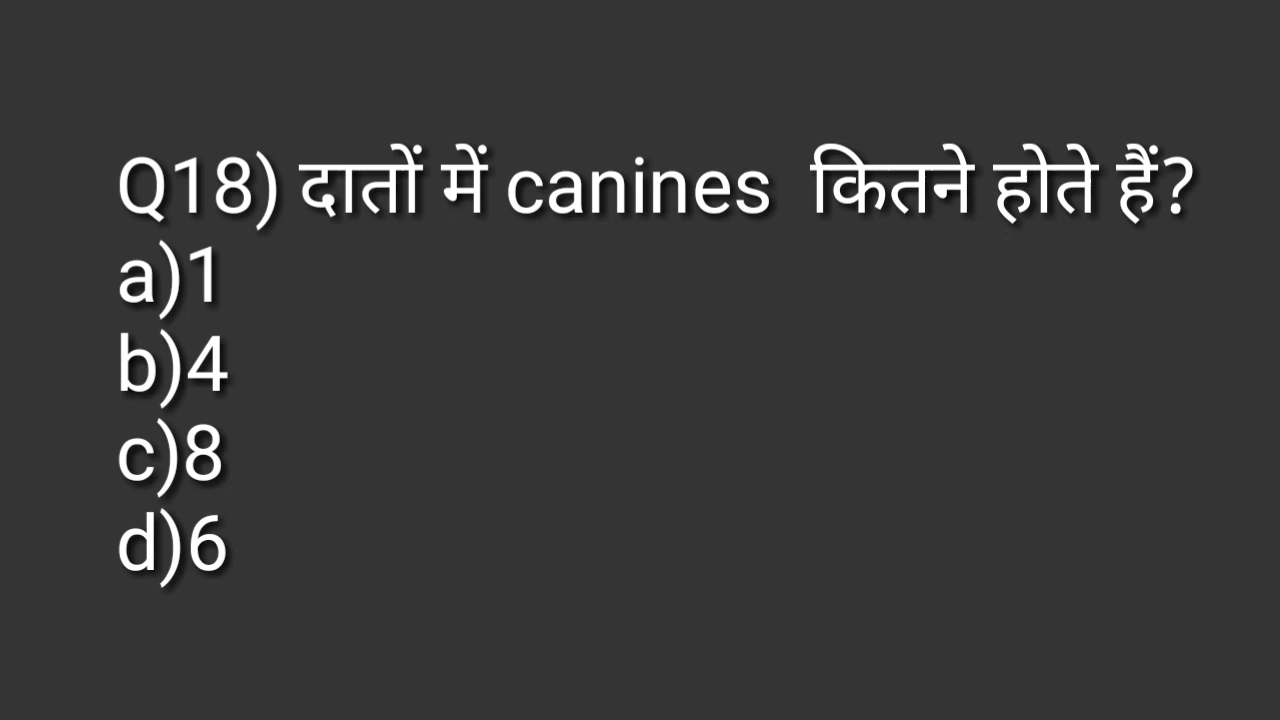 Q18) दातों में canines  कितने होते हैं?
a)1
b)4
c)8
d)6